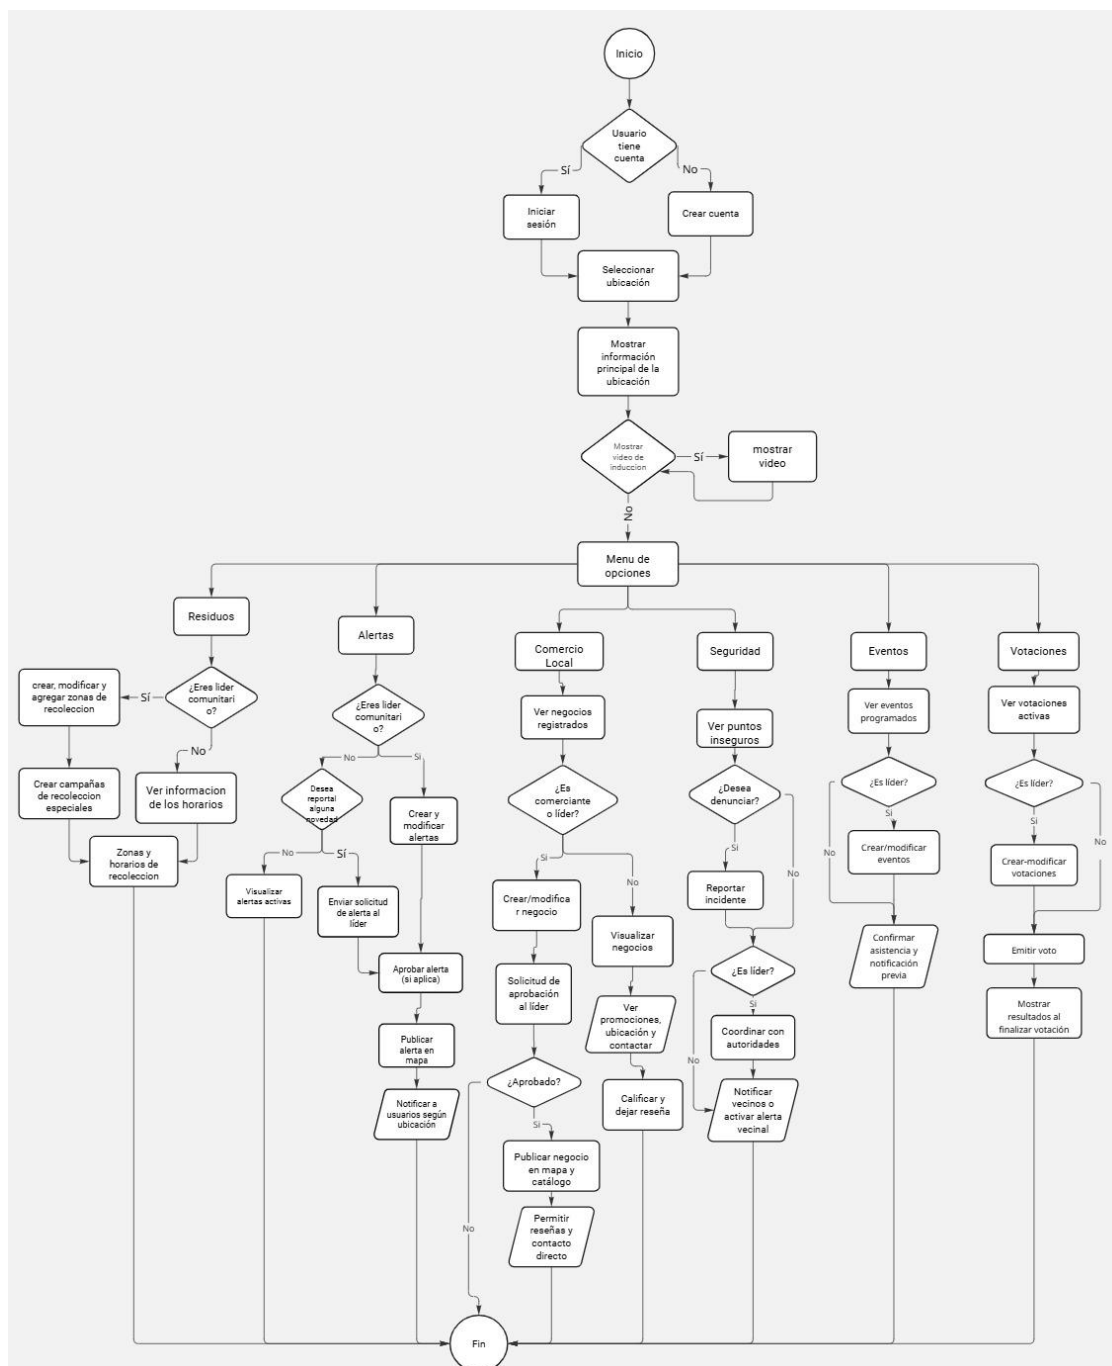 Inicio
Usuario
tiene
cuenta
Sí
No
Iniciar
sesión
Crear cuenta
Seleccionar
ubicación
Mostrar
información
principal de la
ubicación
Mostrar
video de
induccion
Sí
mostrar
video
No
Menu de
opciones
Residuos
¿Eres lider
comunitari
o?
Sí
crear, modificar y
agregar zonas de
recoleccion
Crear campañas
de recoleccion
especiales
No
Ver informacion
de los horarios
Zonas y
horarios de
recoleccion
Alertas
¿Eres lider
comunitari
o?
No
Si
Desea
reportal
alguna
novedad
Crear y
modificar
alertas
No
Sí
Visualizar
alertas activas
Enviar solicitud
de alerta al
líder
Aprobar alerta
(si aplica)
Publicar
alerta en
mapa
Notificar a
usuarios según
ubicación
Comercio
Local
Ver negocios
registrados
¿Es
comerciante
o líder?
Si
No
Crear/modifica
r negocio
Visualizar
negocios
Solicitud de
aprobación
al líder
Ver
promociones,
ubicación y
contactar
¿Aprobado?
Calificar y
dejar reseña
Si
No
Publicar negocio
en mapa y
catálogo
Permitir
reseñas y
contacto
directo
Seguridad
Ver puntos
inseguros
¿Desea
denunciar?
Si
No
Reportar
incidente
¿Es líder?
Si
No
Coordinar con
autoridades
Notificar
vecinos o
activar alerta
vecinal
Eventos
Ver eventos
programados
¿Es líder?
Si
No
Crear/modificar
eventos
Confirmar
asistencia y
notificación
previa
Votaciones
Ver votaciones
activas
¿Es líder?
Si
No
Crear-modificar
votaciones
Emitir voto
Mostrar
resultados al
finalizar votación
Fin